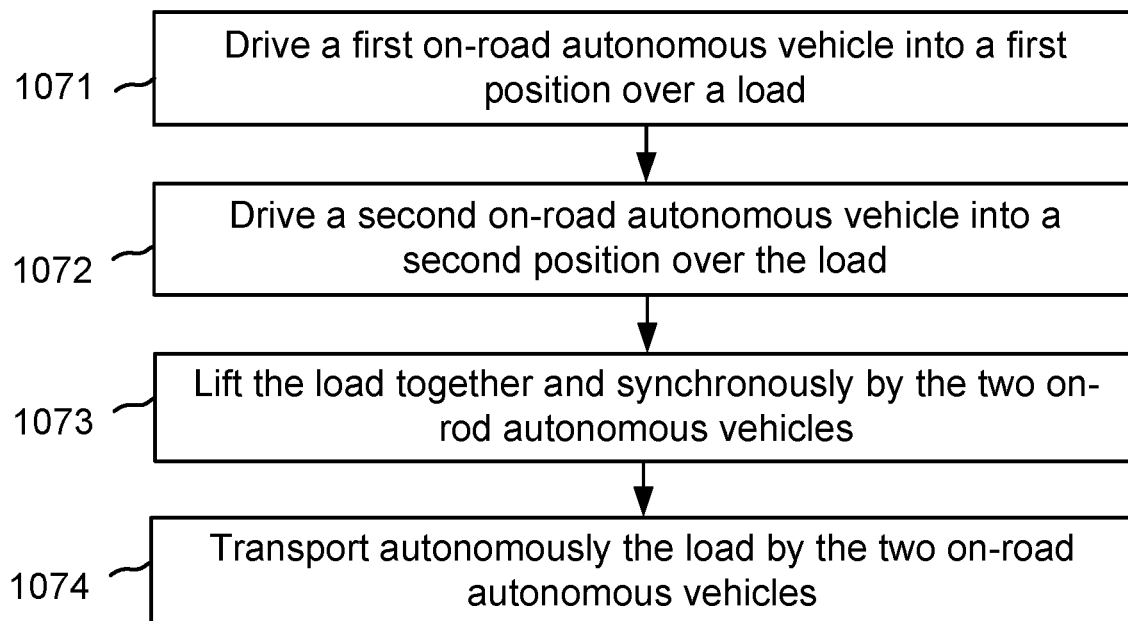 Drive a first on-road autonomous vehicle into a first
1071
position over a load
Drive a second on-road autonomous vehicle into a
1072
second position over the load
Lift the load together and synchronously by the two on-
1073
rod autonomous vehicles
Transport autonomously the load by the two on-road
1074
autonomous vehicles